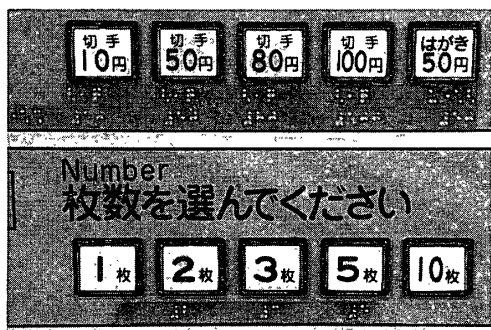 切手 切手 切手 切手 はがき
10円 50円 80円 100円 50円
Number
枚数を選んでください
1枚 2枚 3枚 5枚 10枚